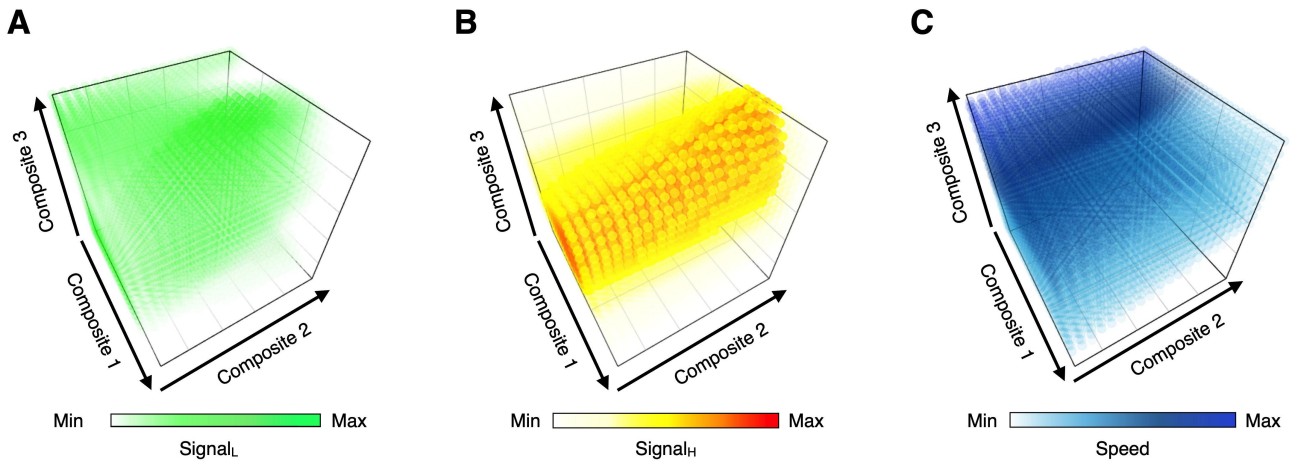 A
B
C
Composite 3
Composite 1
Composite 2
Composite 3
Composite 1
Composite 2
Composite 3
Composite 1
Composite 2
Min Max
SignalL
Min Max
SignalH
Min Max
Speed